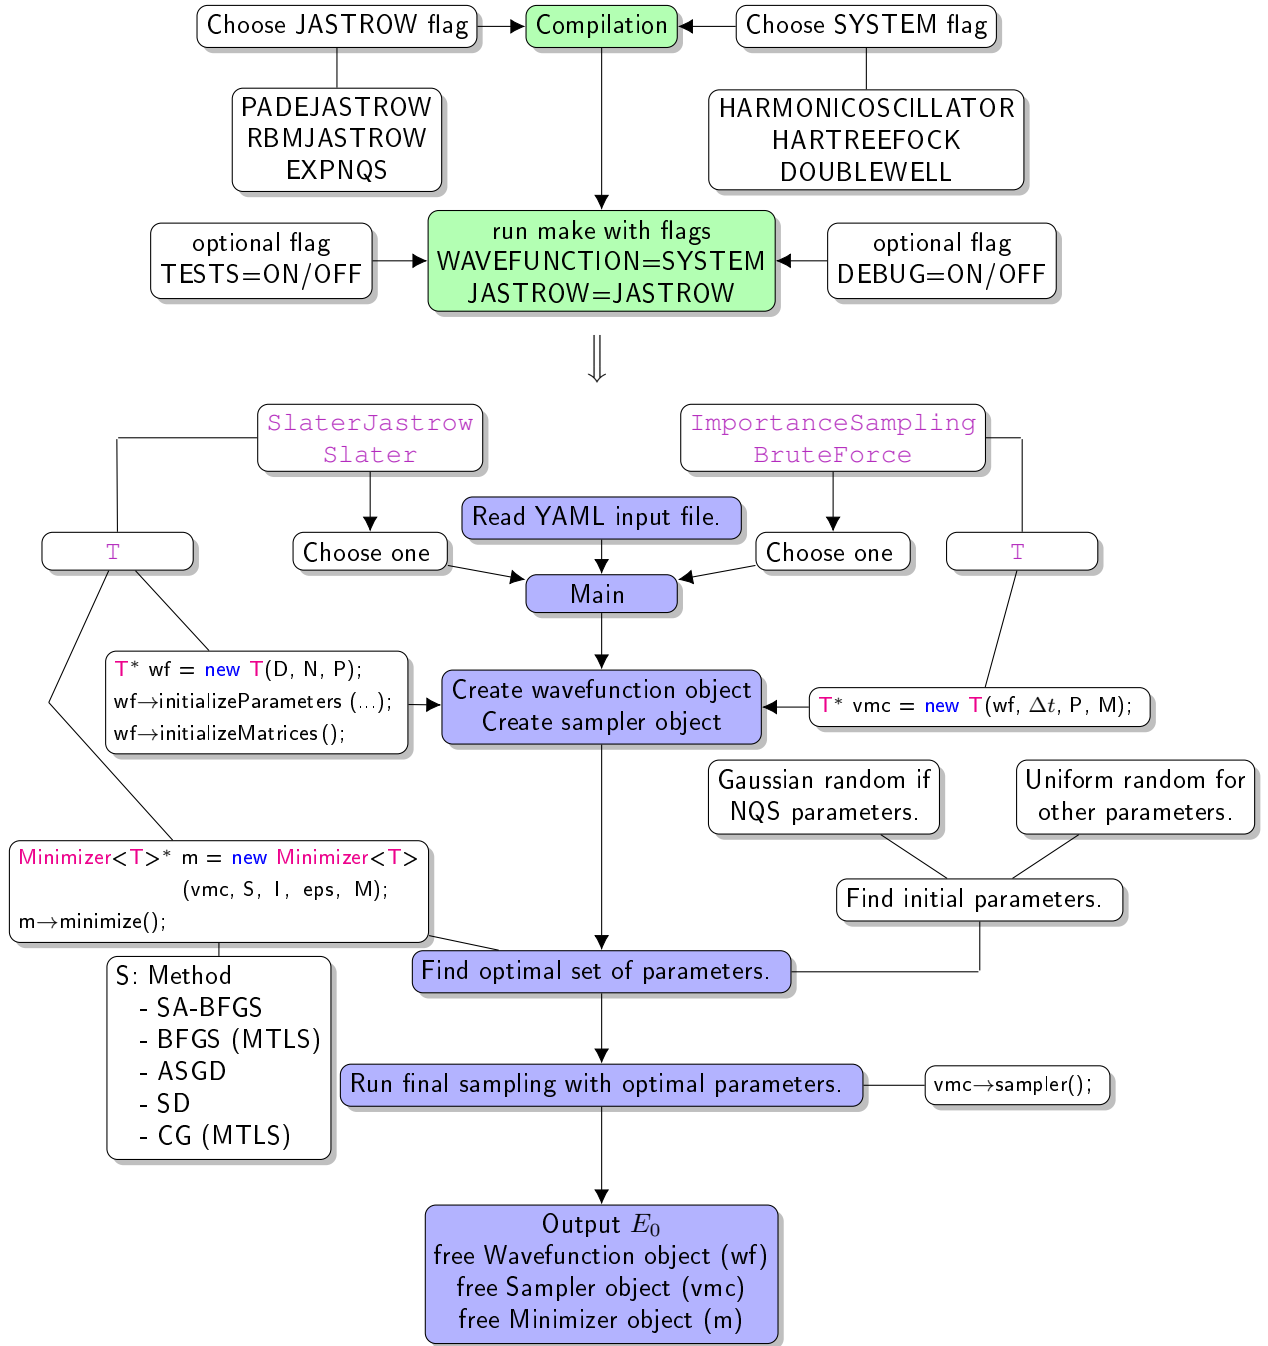 Choose JASTROW flag
Compilation
Choose SYSTEM flag
PADEJASTROW
RBMJASTROW
EXPNQS
HARMONICOSCILLATOR
HARTREEFOCK
DOUBLEWELL
optional flag
TESTS=ON/OFF
run make with flags
WAVEFUNCTION=SYSTEM
JASTROW=JASTROW
optional flag
DEBUG=ON/OFF
⇓
SlaterJastrow
Slater
ImportanceSampling
BruteForce
Read YAML input file.
T
Choose one
Choose one
T
Main
T* wf = new T(D, N, P);
wf→initializeParameters (...);
wf→initializeMatrices();
Create wavefunction object
Create sampler object
T* vmc = new T(wf, Δt, P, M);
Gaussian random if
NQS parameters.
Uniform random for
other parameters.
Minimizer<T>* m = new Minimizer<T>
(vmc, S, I, eps, M);
m→minimize();
Find initial parameters.
Find optimal set of parameters.
S: Method
- SA-BFGS
- BFGS (MTLS)
- ASGD
- SD
- CG (MTLS)
Run final sampling with optimal parameters.
vmc→sampler();
Output E₀
free Wavefunction object (wf)
free Sampler object (vmc)
free Minimizer object (m)